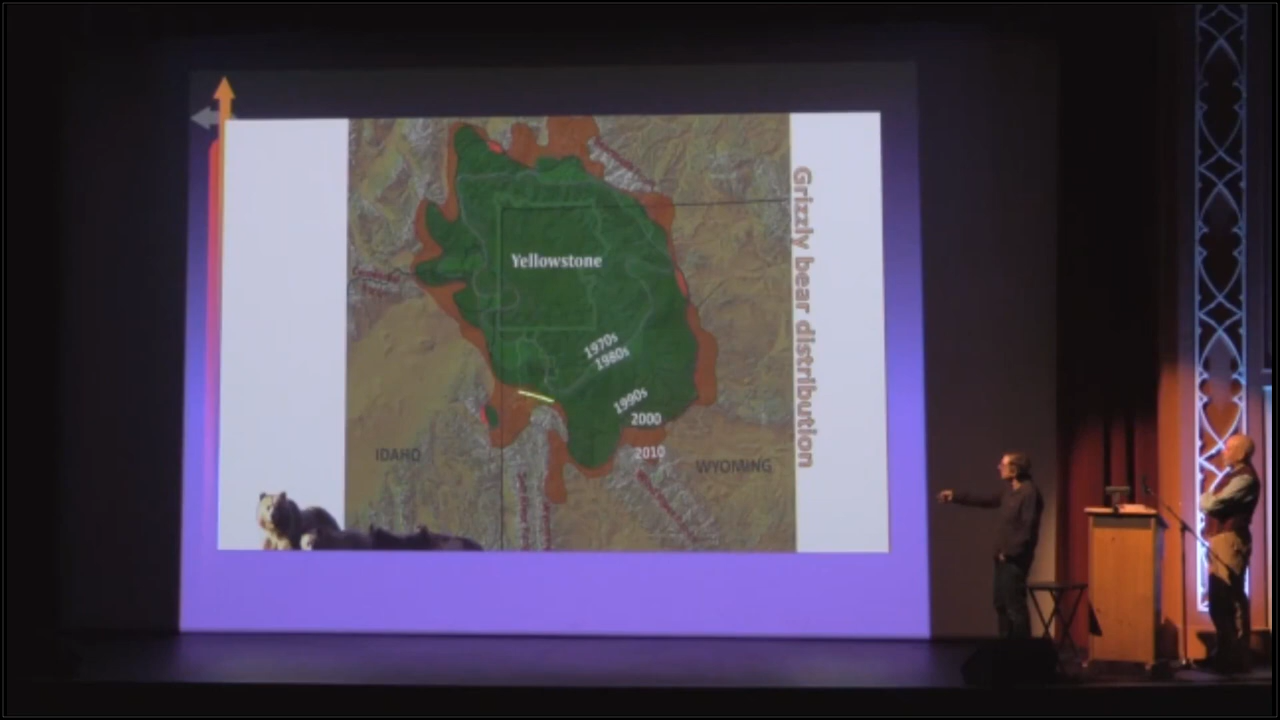 Grizzly bear distribution
Yellowstone
1970s
1980s
1990s
2000
2010
IDAHO
WYOMING